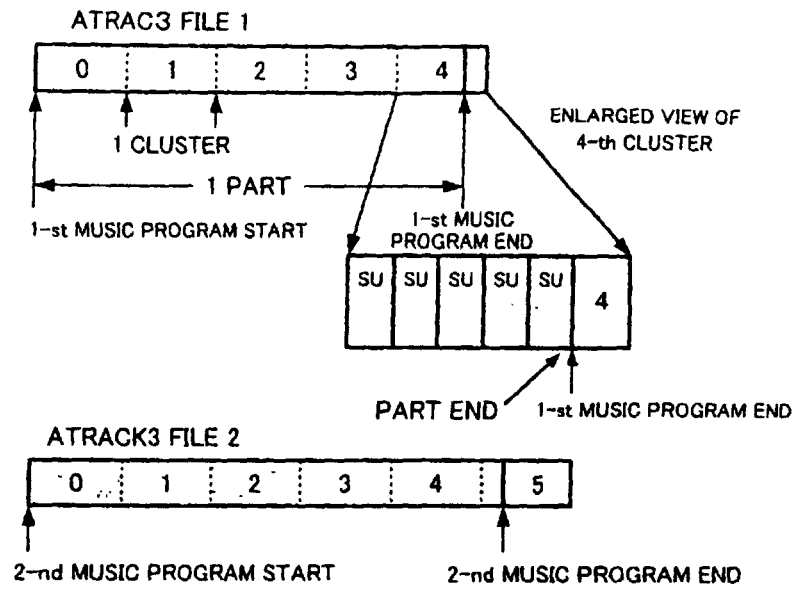 ATRAC3 FILE 1
0 1 2 3 4
1 CLUSTER
ENLARGED VIEW OF
4-th CLUSTER
1 PART
1-st MUSIC PROGRAM START
1-st MUSIC
PROGRAM END
SU SU SU SU SU 4
PART END
1-st MUSIC PROGRAM END
ATRACK3 FILE 2
0 1 2 3 4 5
2-nd MUSIC PROGRAM START
2-nd MUSIC PROGRAM END